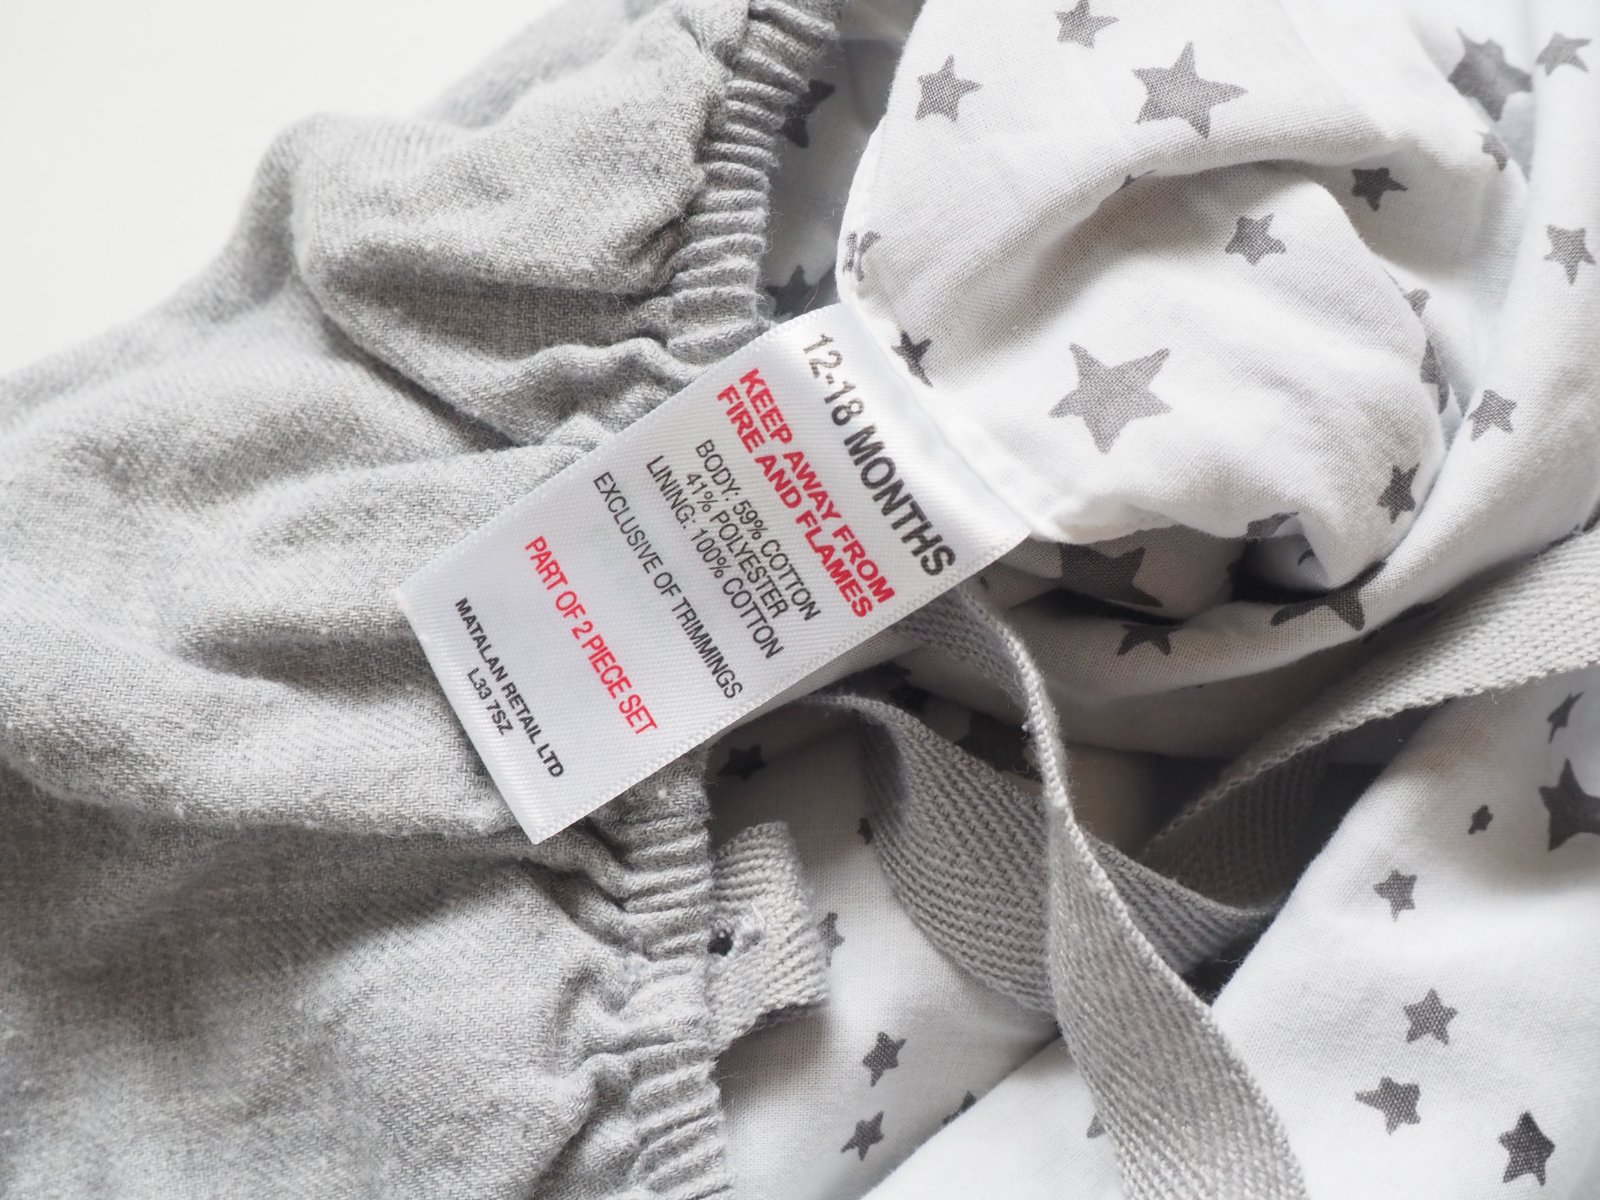 12-18 MONTHS
KEEP AWAY FROM
FIRE AND FLAMES
BODY: 59% COTTON
41% POLYESTER
LINING: 100% COTTON
EXCLUSIVE OF TRIMMINGS
PART OF 2 PIECE SET
MATALAN RETAIL LTD
L33 7SZ